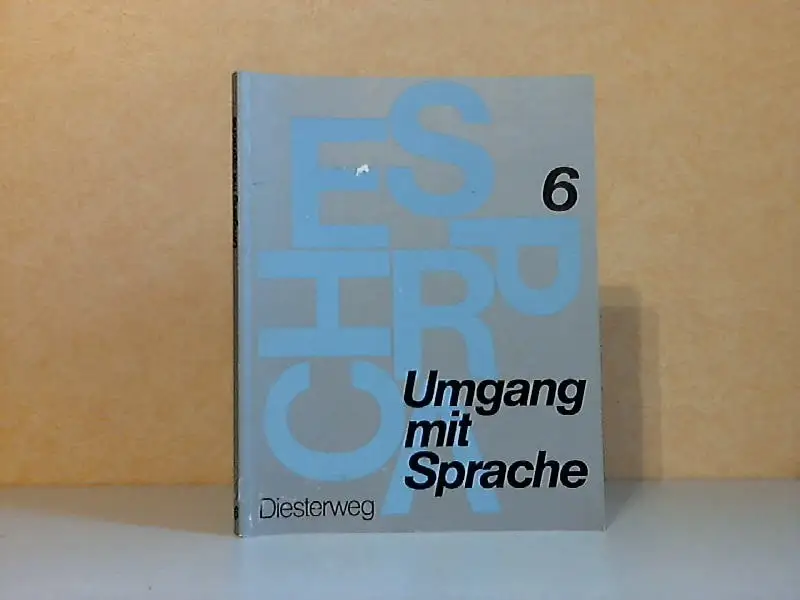 6
E S
H R P
C A
Umgang
mit
Sprache
Diesterweg